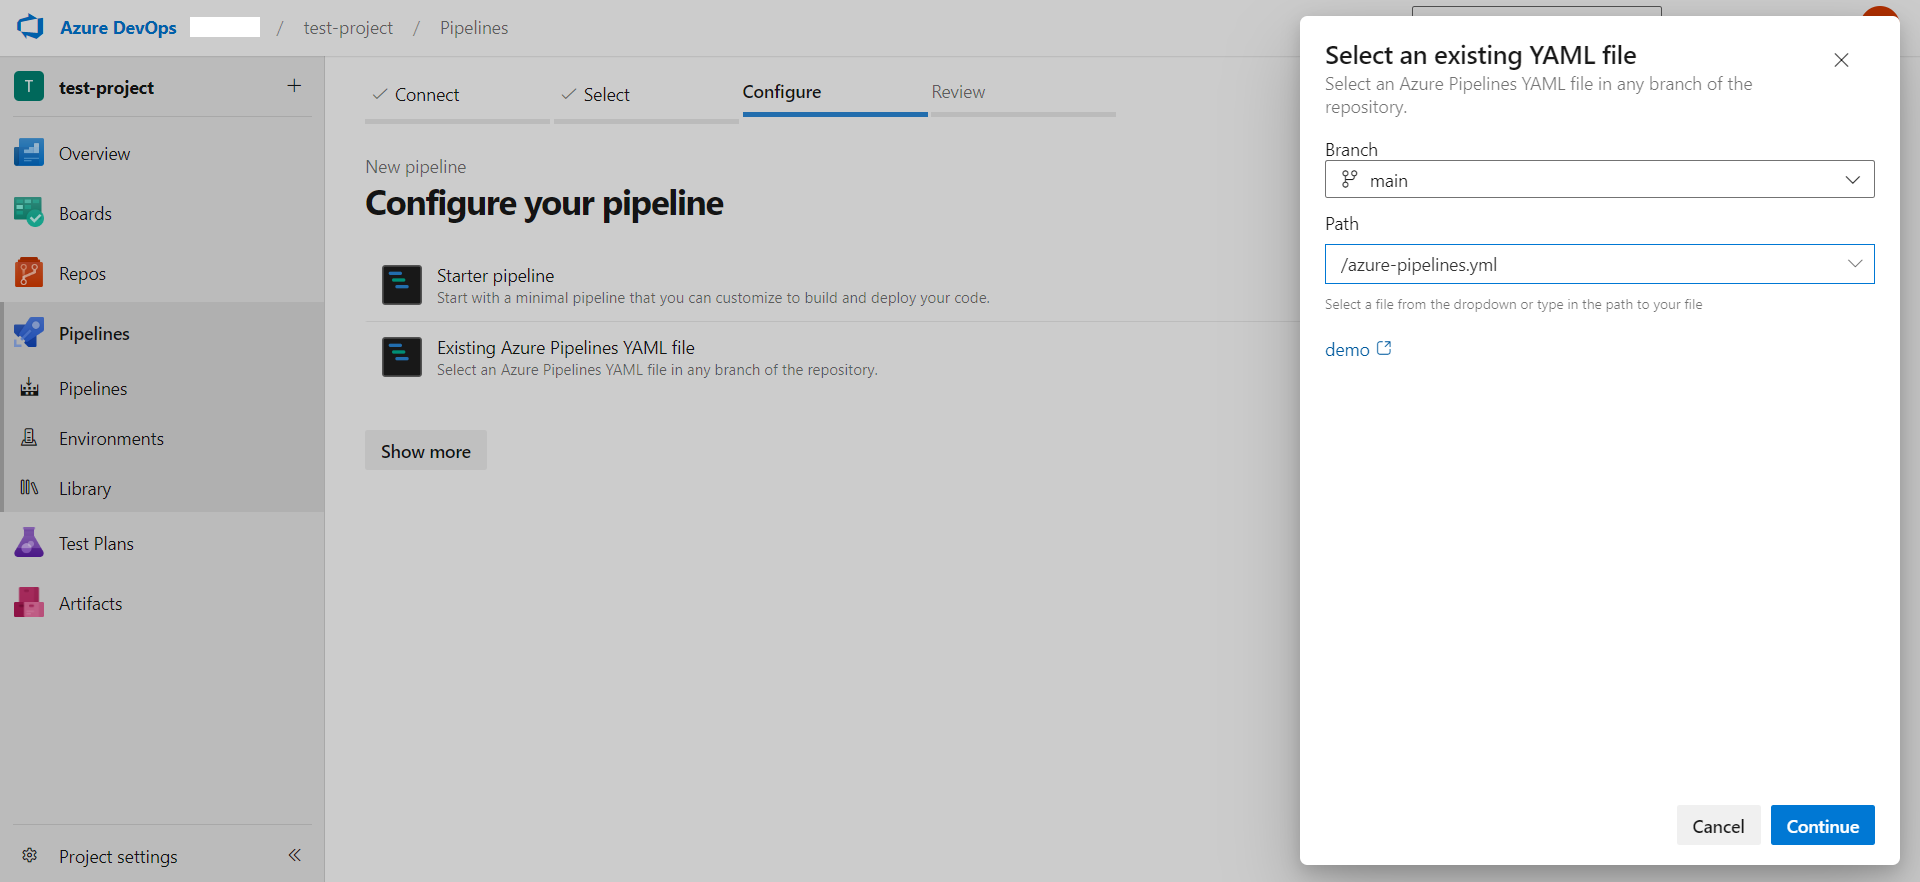 Azure DevOps / test-project / Pipelines
T test-project
Overview
Boards
Repos
Pipelines
Pipelines
Environments
Library
Test Plans
Artifacts
Project settings
Connect Select Configure Review
New pipeline
Configure your pipeline
Starter pipeline
Start with a minimal pipeline that you can customize to build and deploy your code.
Existing Azure Pipelines YAML file
Select an Azure Pipelines YAML file in any branch of the repository.
Show more
Select an existing YAML file
Select an Azure Pipelines YAML file in any branch of the
repository.
Branch
main
Path
/azure-pipelines.yml
Select a file from the dropdown or type in the path to your file
demo
Cancel Continue